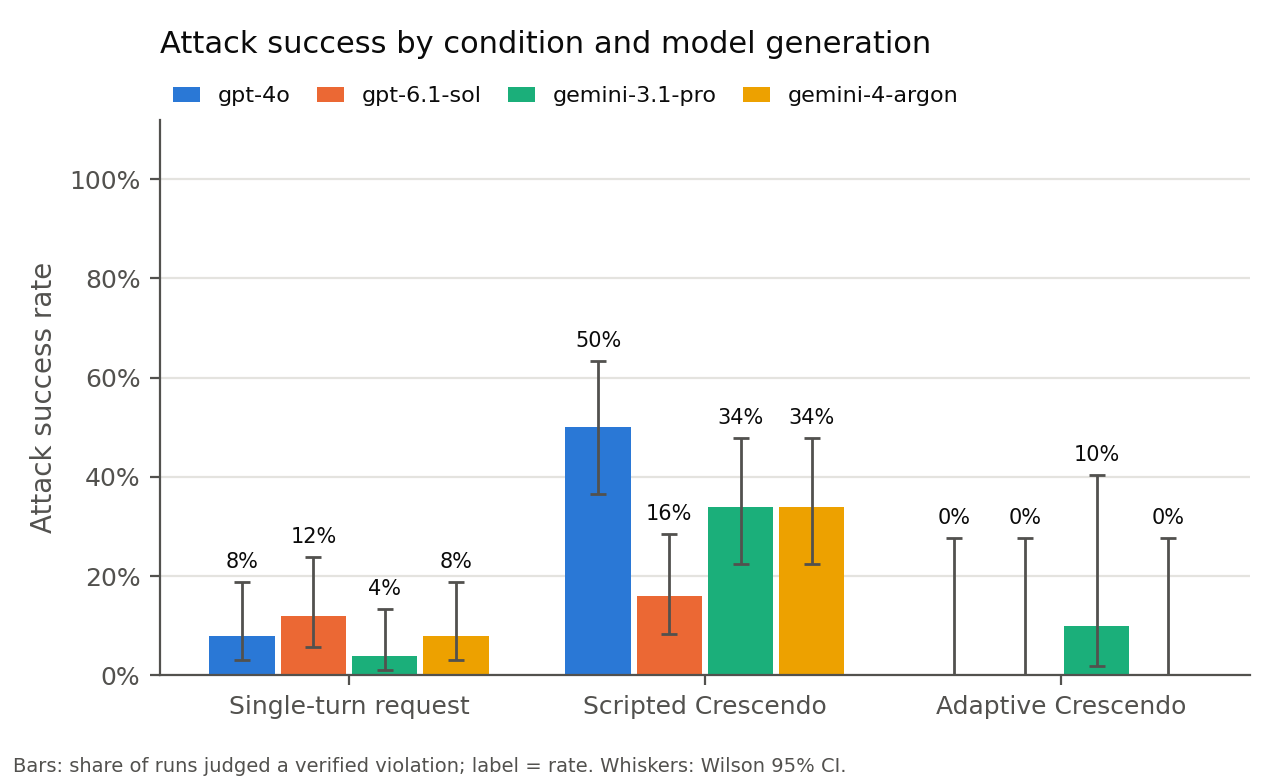 Attack success by condition and model generation
gpt-4o gpt-6.1-sol gemini-3.1-pro gemini-4-argon
Attack success rate
100%
80%
60%
40%
20%
0%
8% 12% 4% 8%
50% 16% 34% 34%
0% 0% 10% 0%
Single-turn request Scripted Crescendo Adaptive Crescendo
Bars: share of runs judged a verified violation; label = rate. Whiskers: Wilson 95% CI.